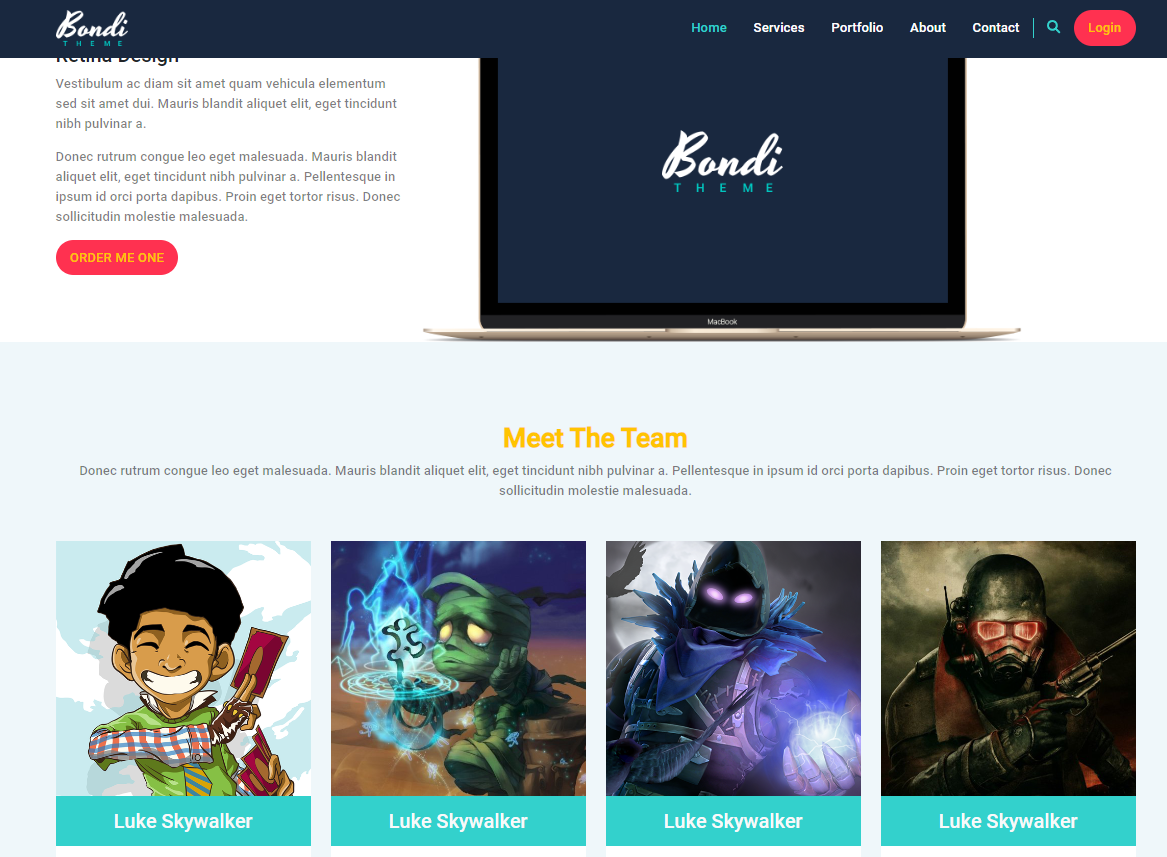 Bondi
THEME
Home Services Portfolio About Contact Login
Retina Design
Vestibulum ac diam sit amet quam vehicula elementum
sed sit amet dui. Mauris blandit aliquet elit, eget tincidunt
nibh pulvinar a.
Donec rutrum congue leo eget malesuada. Mauris blandit
aliquet elit, eget tincidunt nibh pulvinar a. Pellentesque in
ipsum id orci porta dapibus. Proin eget tortor risus. Donec
sollicitudin molestie malesuada.
ORDER ME ONE
Bondi
THEME
MacBook
Meet The Team
Donec rutrum congue leo eget malesuada. Mauris blandit aliquet elit, eget tincidunt nibh pulvinar a. Pellentesque in ipsum id orci porta dapibus. Proin eget tortor risus. Donec
sollicitudin molestie malesuada.
Luke Skywalker
Luke Skywalker
Luke Skywalker
Luke Skywalker